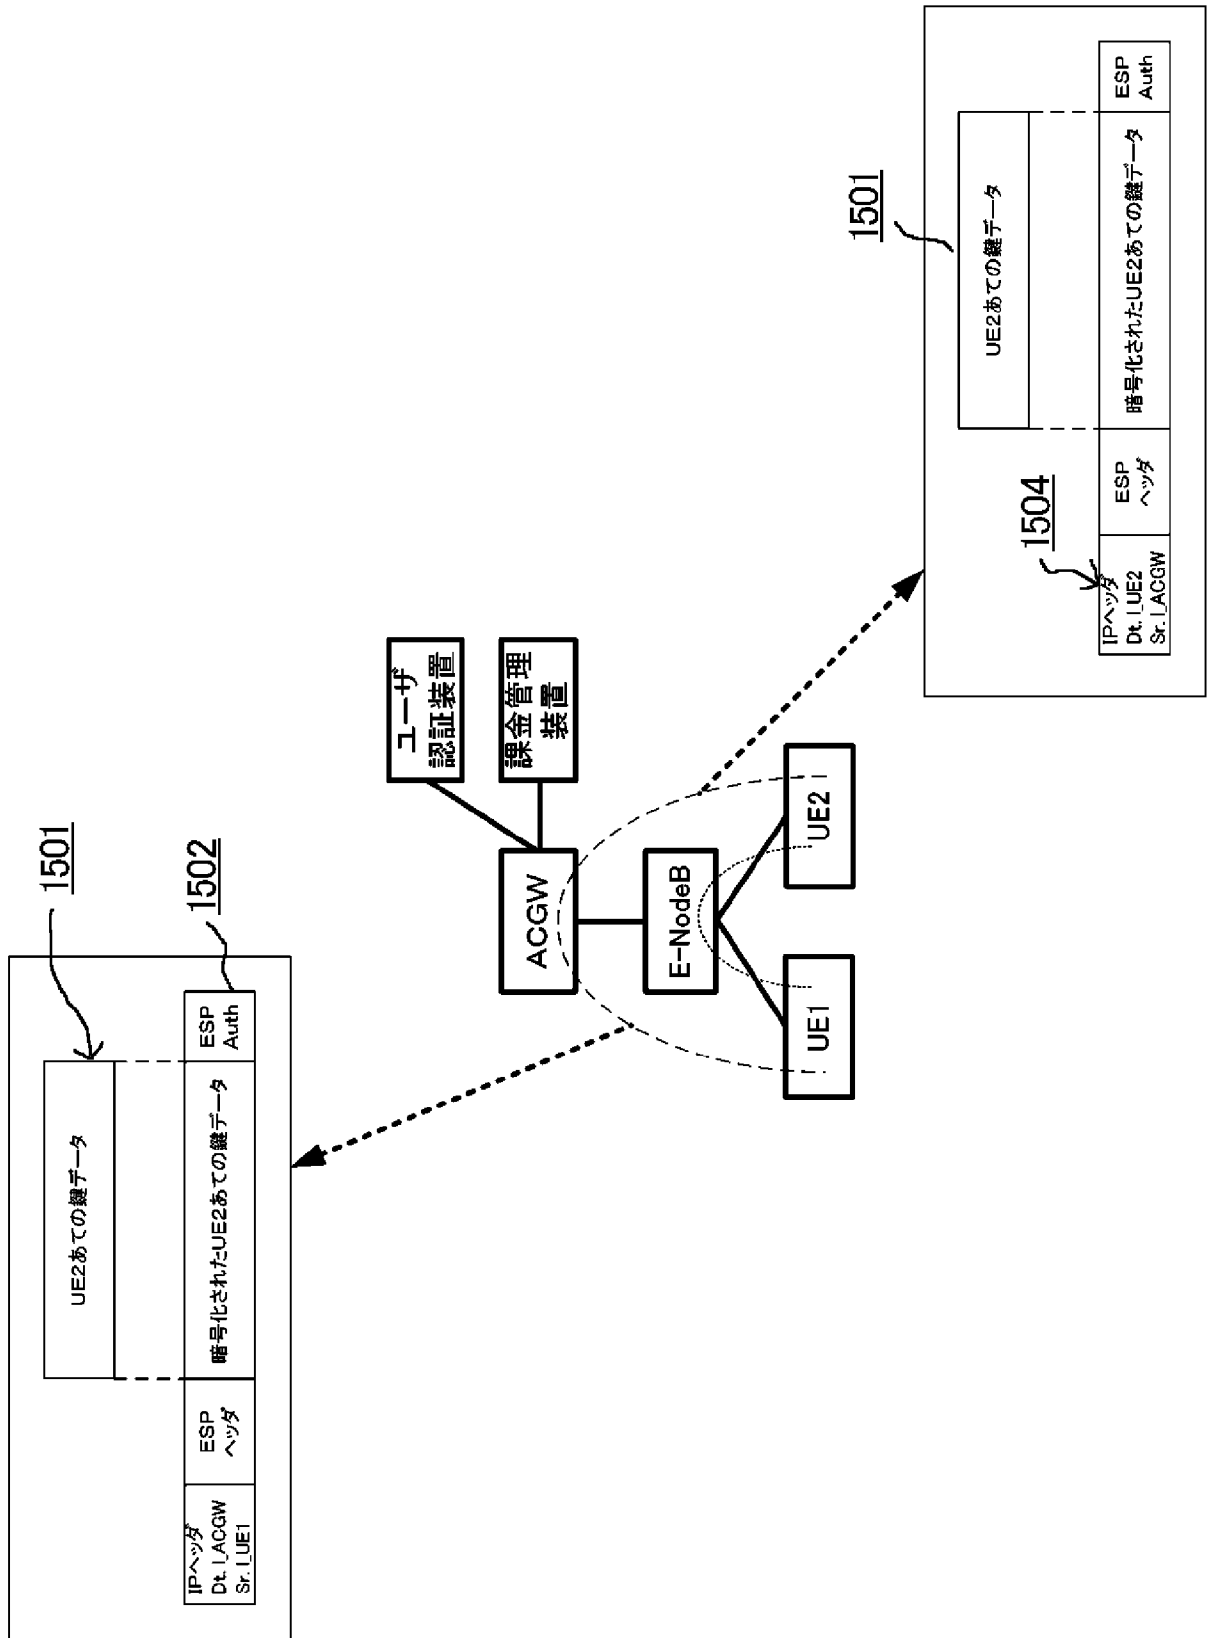 1501
UE2あての鍵データ
1502
IPヘッダ
Dt. I_ACGW
Sr. I_UE1
ESP
ヘッダ
暗号化されたUE2あての鍵データ
ESP
Auth
ACGW
ユーザ
認証装置
課金管理
装置
E-NodeB
UE1
UE2
1501
UE2あての鍵データ
1504
IPヘッダ
Dt. I_UE2
Sr. I_ACGW
ESP
ヘッダ
暗号化されたUE2あての鍵データ
ESP
Auth